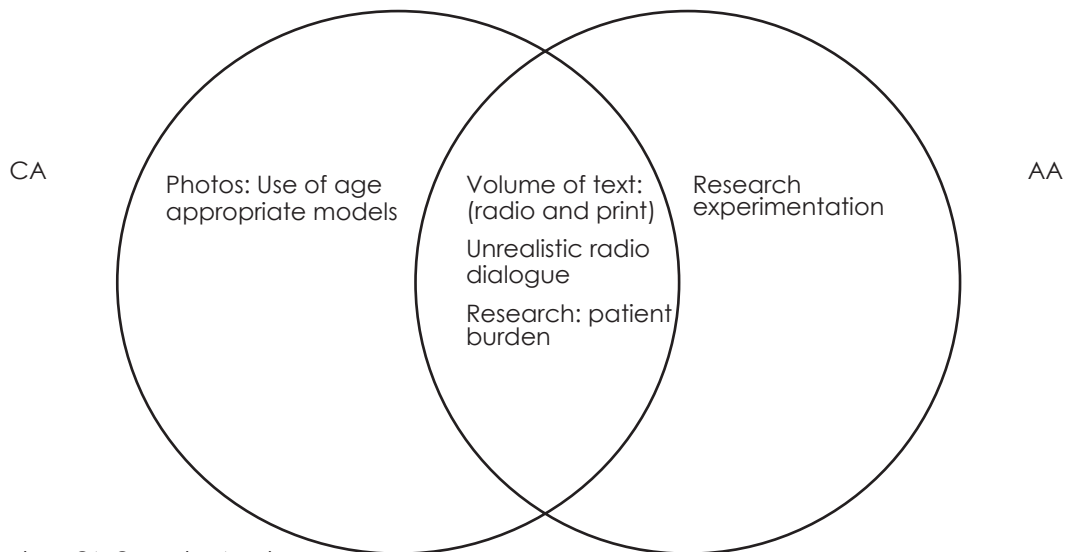 CA
Photos: Use of age
appropriate models
Volume of text:
(radio and print)
Unrealistic radio
dialogue
Research: patient
burden
Research
experimentation
AA